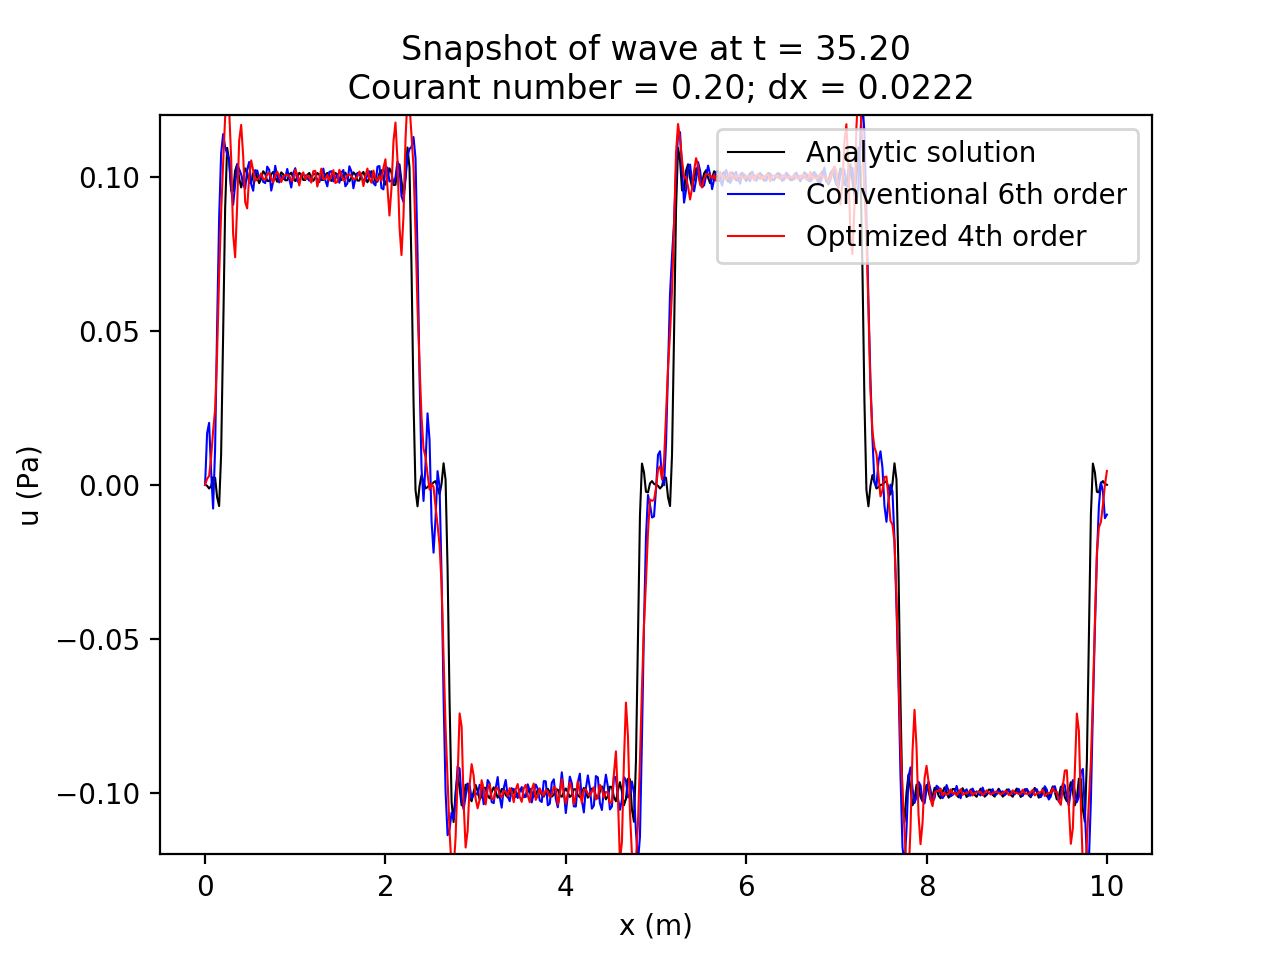 Snapshot of wave at t = 35.20
Courant number = 0.20; dx = 0.0222
Analytic solution
Conventional 6th order
Optimized 4th order
0.10
0.05
0.00
−0.05
−0.10
u (Pa)
0 2 4 6 8 10
x (m)